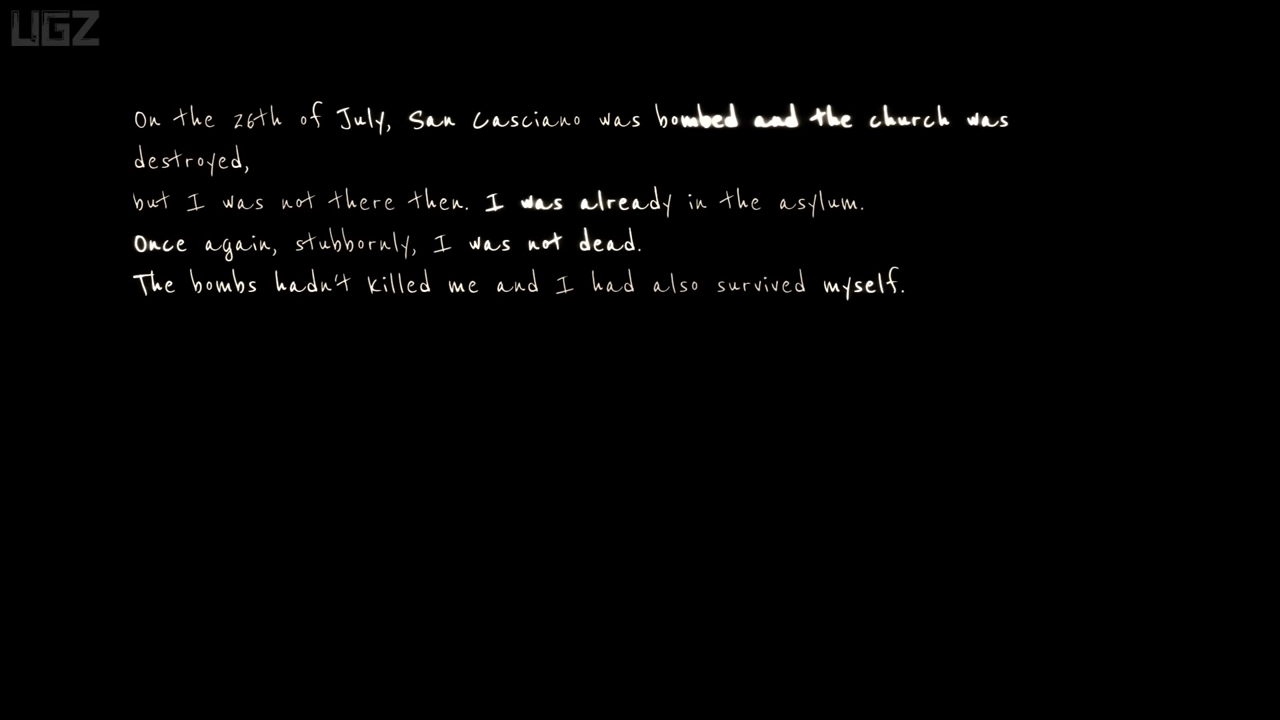 UGZ
On the 26th of July, San Casciano was bombed and the church was
destroyed,
but I was not there then. I was already in the asylum.
Once again, stubbornly, I was not dead.
The bombs hadn't killed me and I had also survived myself.